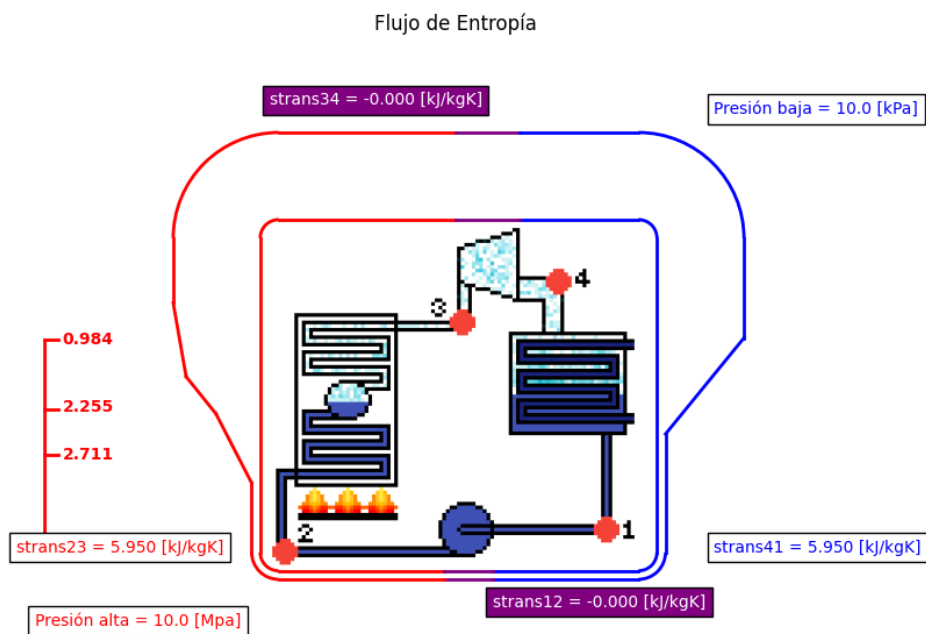 Flujo de Entropía
strans34 = -0.000 [kJ/kgK]
Presión baja = 10.0 [kPa]
4
3
0.984
2.255
2.711
2
1
strans23 = 5.950 [kJ/kgK]
strans41 = 5.950 [kJ/kgK]
strans12 = -0.000 [kJ/kgK]
Presión alta = 10.0 [Mpa]